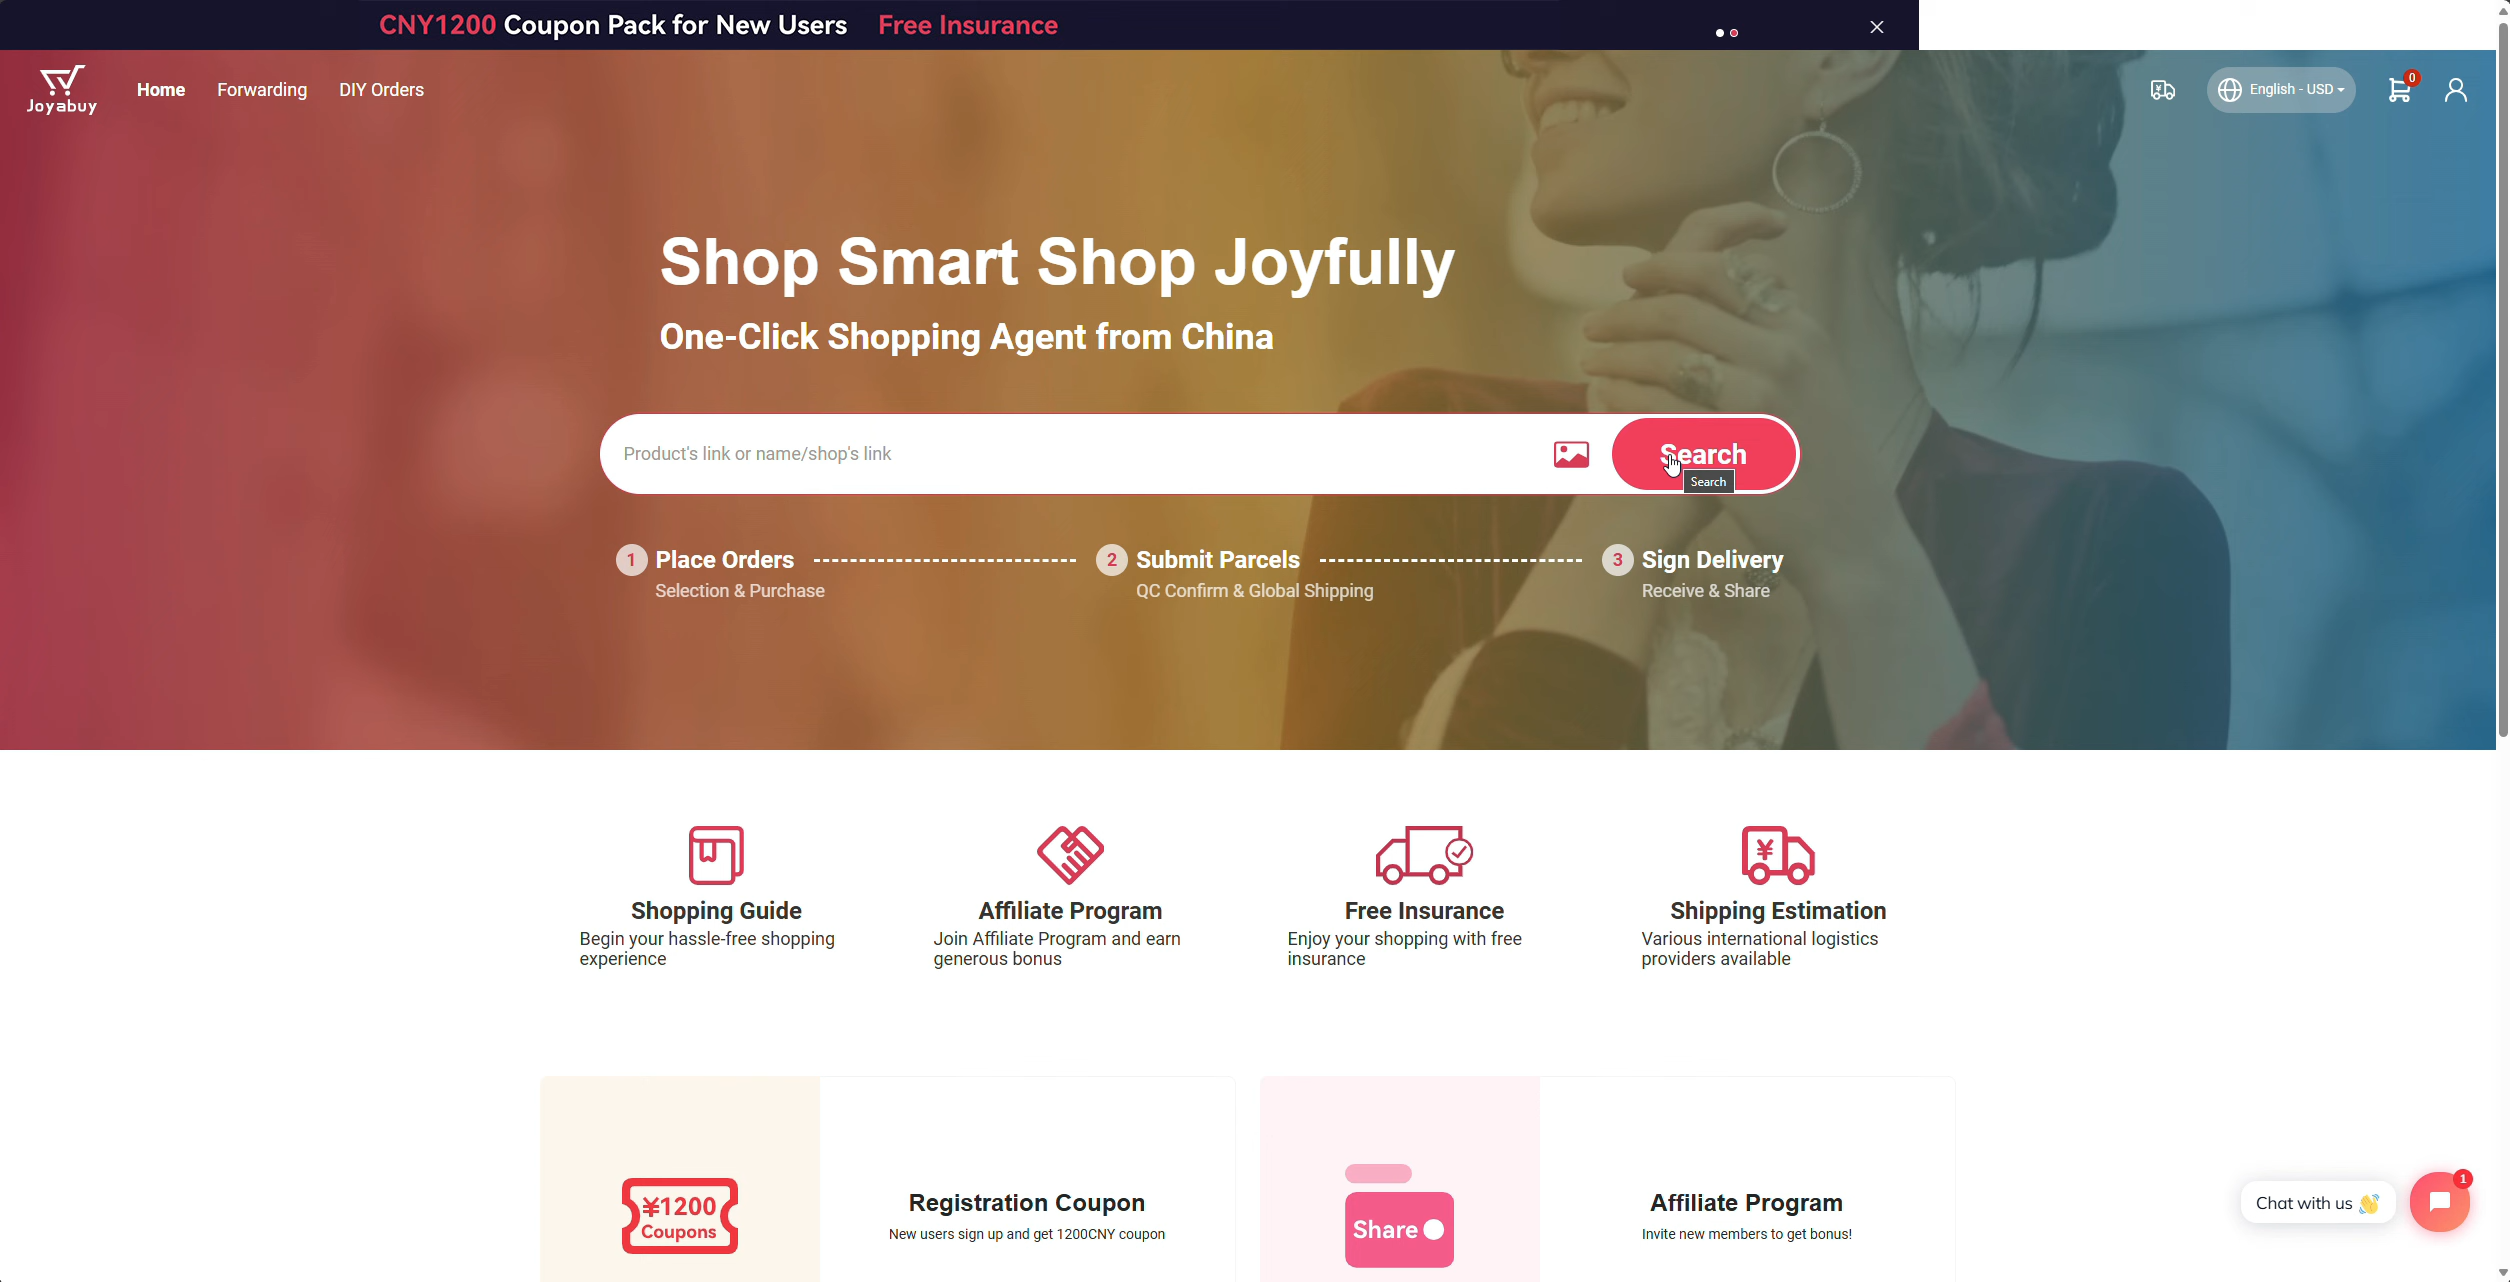 CNY1200 Coupon Pack for New Users Free Insurance
Joyabuy
Home Forwarding DIY Orders
¥
English - USD
0
Shop Smart Shop Joyfully
One-Click Shopping Agent from China
Product's link or name/shop's link
Search
Search
1 Place Orders
Selection & Purchase
2 Submit Parcels
QC Confirm & Global Shipping
3 Sign Delivery
Receive & Share
Shopping Guide
Begin your hassle-free shopping
experience
Affiliate Program
Join Affiliate Program and earn
generous bonus
Free Insurance
Enjoy your shopping with free
insurance
¥
Shipping Estimation
Various international logistics
providers available
¥1200
Coupons
Registration Coupon
New users sign up and get 1200CNY coupon
Share
Affiliate Program
Invite new members to get bonus!
Chat with us 👋
1